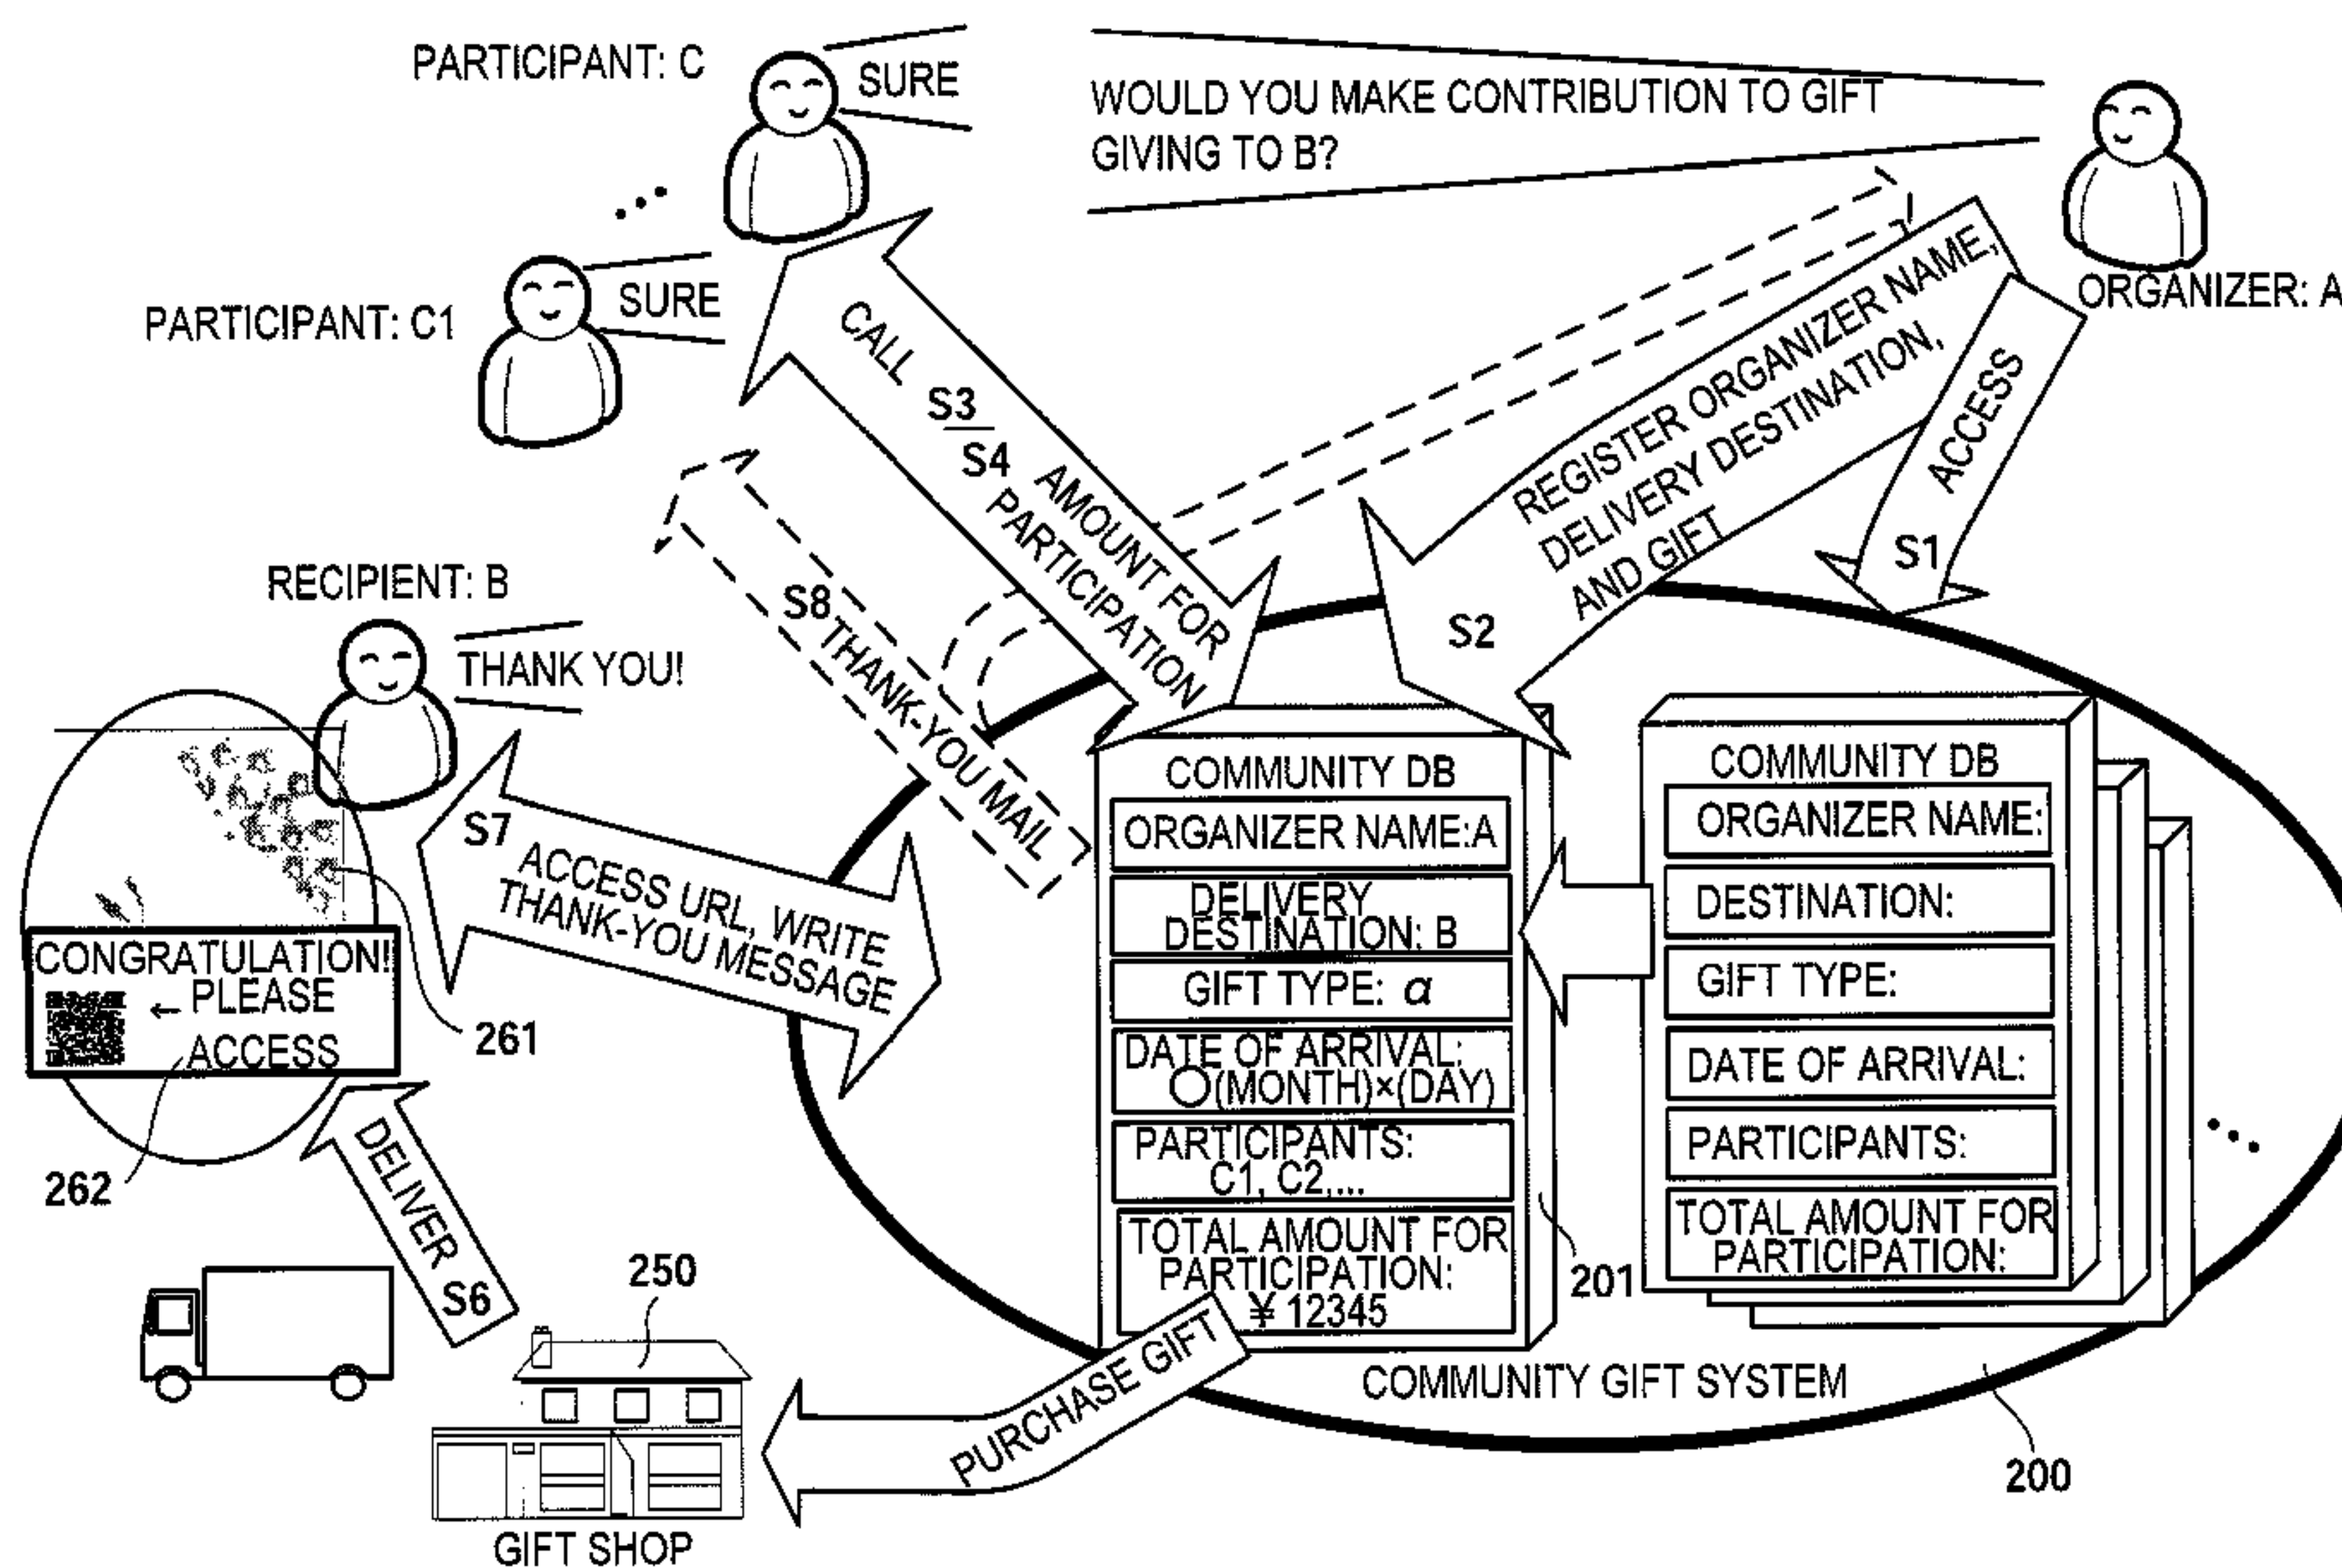 PARTICIPANT: C
SURE
WOULD YOU MAKE CONTRIBUTION TO GIFT
GIVING TO B?
PARTICIPANT: C1
SURE
ORGANIZER: A
CALL S3/
S4 AMOUNT FOR
PARTICIPATION
REGISTER ORGANIZER NAME,
DELIVERY DESTINATION,
AND GIFT
S2
ACCESS
S1
RECIPIENT: B
THANK YOU!
S8 THANK-YOU MAIL
S7
ACCESS URL, WRITE
THANK-YOU MESSAGE
CONGRATULATION!!
← PLEASE
ACCESS
261
262
DELIVER S6
250
GIFT SHOP
PURCHASE GIFT
COMMUNITY DB
ORGANIZER NAME:A
DELIVERY
DESTINATION: B
GIFT TYPE: α
DATE OF ARRIVAL:
○(MONTH)×(DAY)
PARTICIPANTS:
C1, C2,...
TOTAL AMOUNT FOR
PARTICIPATION:
¥ 12345
201
COMMUNITY DB
ORGANIZER NAME:
DESTINATION:
GIFT TYPE:
DATE OF ARRIVAL:
PARTICIPANTS:
TOTAL AMOUNT FOR
PARTICIPATION:
COMMUNITY GIFT SYSTEM
200